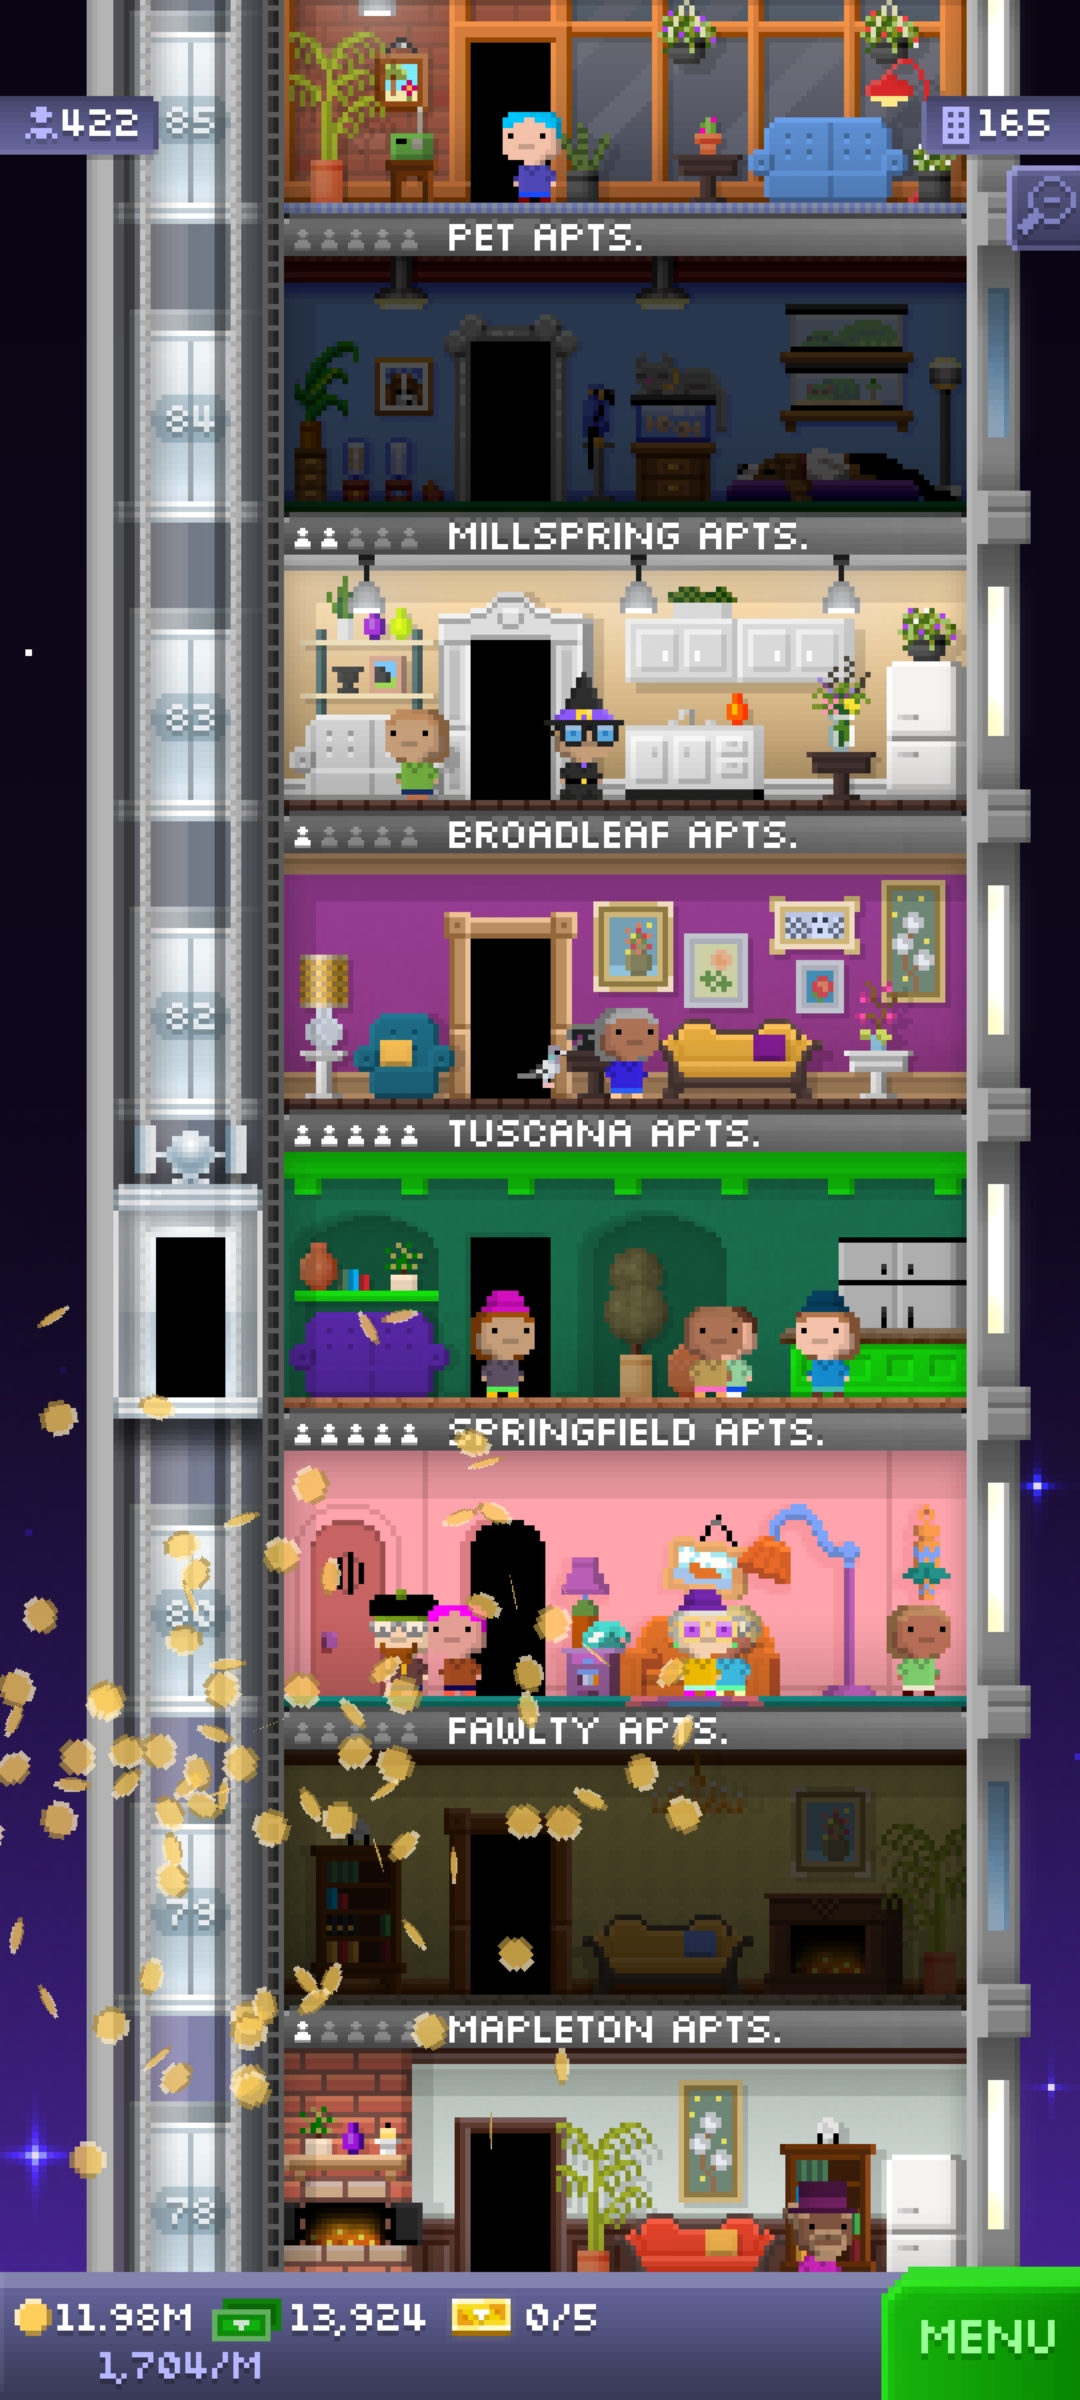 422
85
165
PET APTS.
84
MILLSPRING APTS.
83
BROADLEAF APTS.
82
TUSCANA APTS.
SPRINGFIELD APTS.
80
FAWLTY APTS.
79
MAPLETON APTS.
78
11.98M 13,924 0/5
1,704/M
MENU